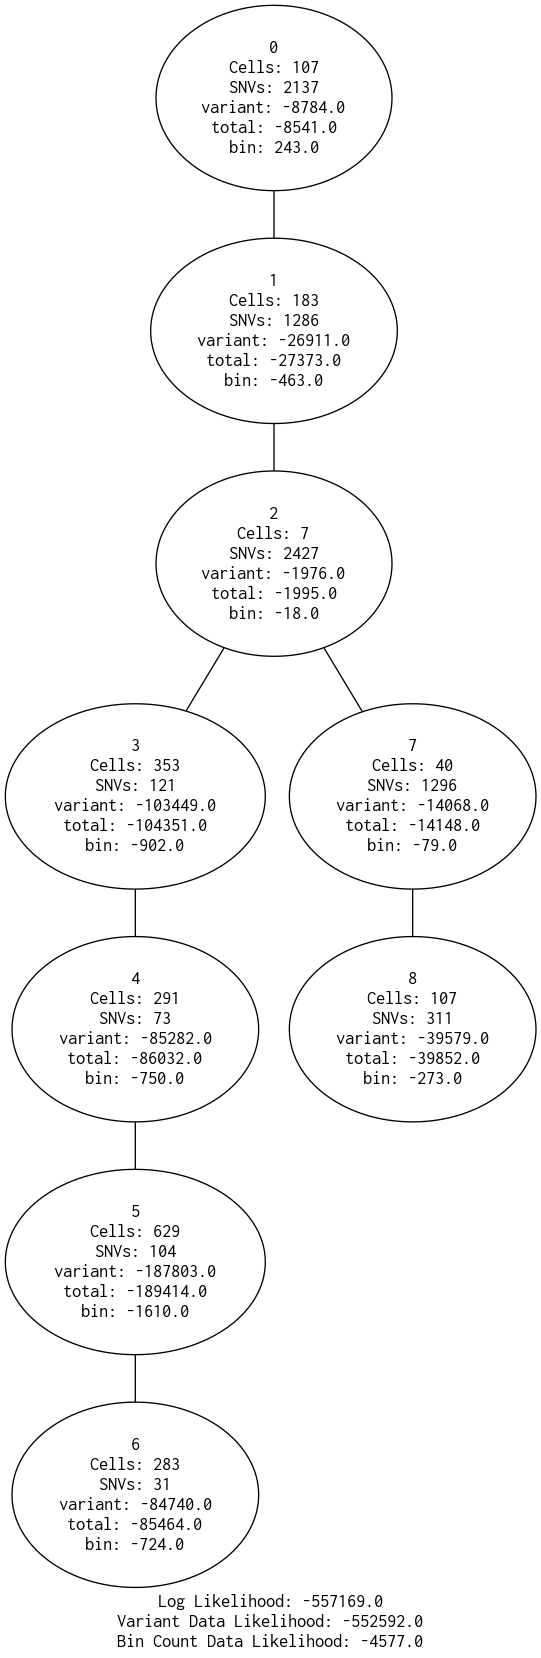 0
Cells: 107
SNVs: 2137
variant: -8784.0
total: -8541.0
bin: 243.0
1
Cells: 183
SNVs: 1286
variant: -26911.0
total: -27373.0
bin: -463.0
2
Cells: 7
SNVs: 2427
variant: -1976.0
total: -1995.0
bin: -18.0
3
Cells: 353
SNVs: 121
variant: -103449.0
total: -104351.0
bin: -902.0
7
Cells: 40
SNVs: 1296
variant: -14068.0
total: -14148.0
bin: -79.0
4
Cells: 291
SNVs: 73
variant: -85282.0
total: -86032.0
bin: -750.0
8
Cells: 107
SNVs: 311
variant: -39579.0
total: -39852.0
bin: -273.0
5
Cells: 629
SNVs: 104
variant: -187803.0
total: -189414.0
bin: -1610.0
6
Cells: 283
SNVs: 31
variant: -84740.0
total: -85464.0
bin: -724.0
Log Likelihood: -557169.0
Variant Data Likelihood: -552592.0
Bin Count Data Likelihood: -4577.0